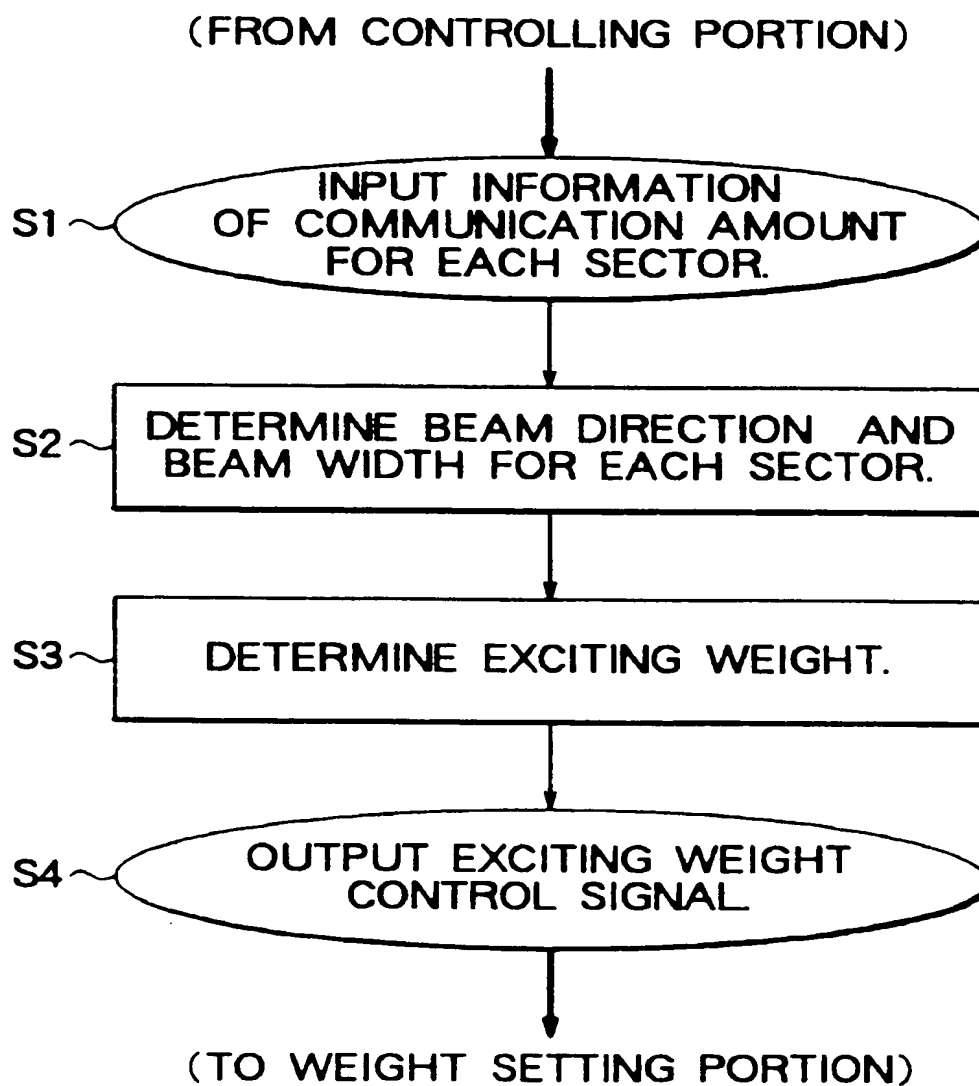 (FROM CONTROLLING PORTION)
S1
INPUT INFORMATION
OF COMMUNICATION AMOUNT
FOR EACH SECTOR.
S2
DETERMINE BEAM DIRECTION AND
BEAM WIDTH FOR EACH SECTOR.
S3
DETERMINE EXCITING WEIGHT.
S4
OUTPUT EXCITING WEIGHT
CONTROL SIGNAL.
(TO WEIGHT SETTING PORTION)